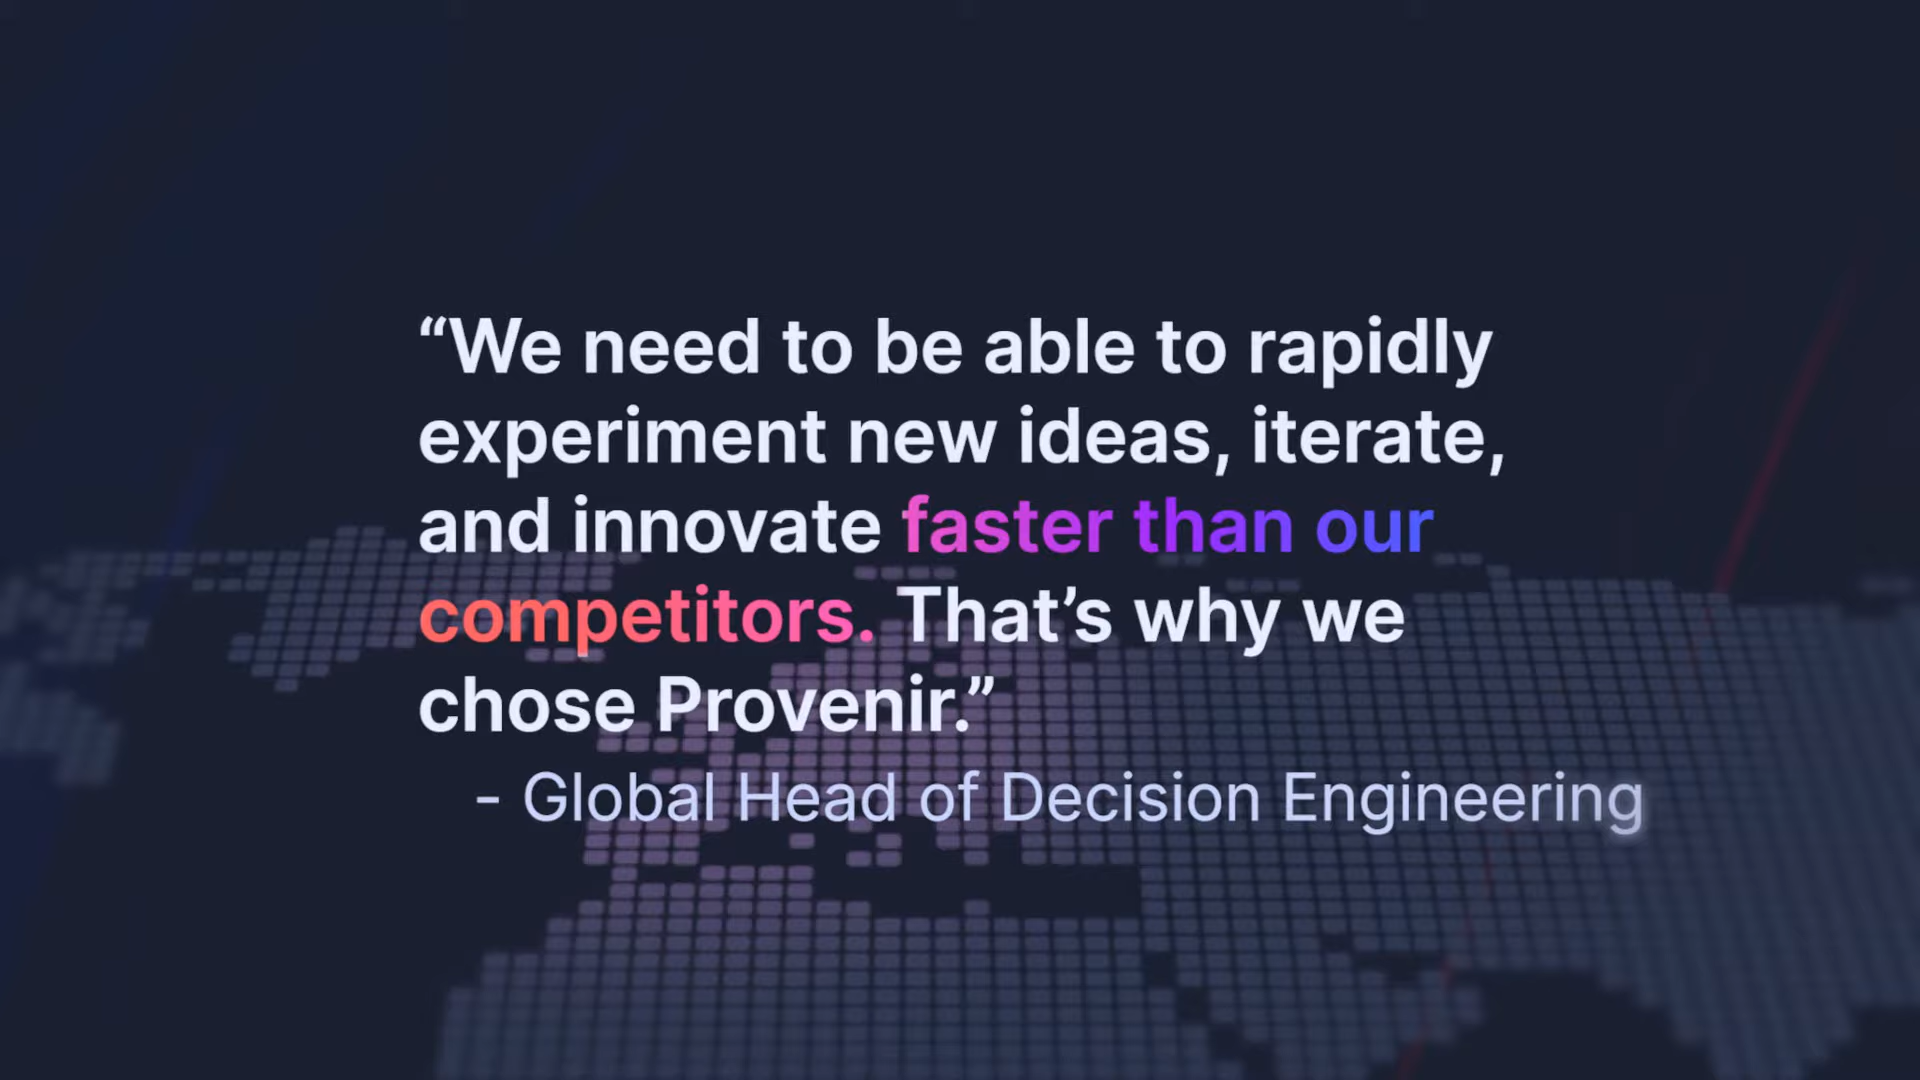 “We need to be able to rapidly
experiment new ideas, iterate,
and innovate faster than our
competitors. That’s why we
chose Provenir.”
- Global Head of Decision Engineering